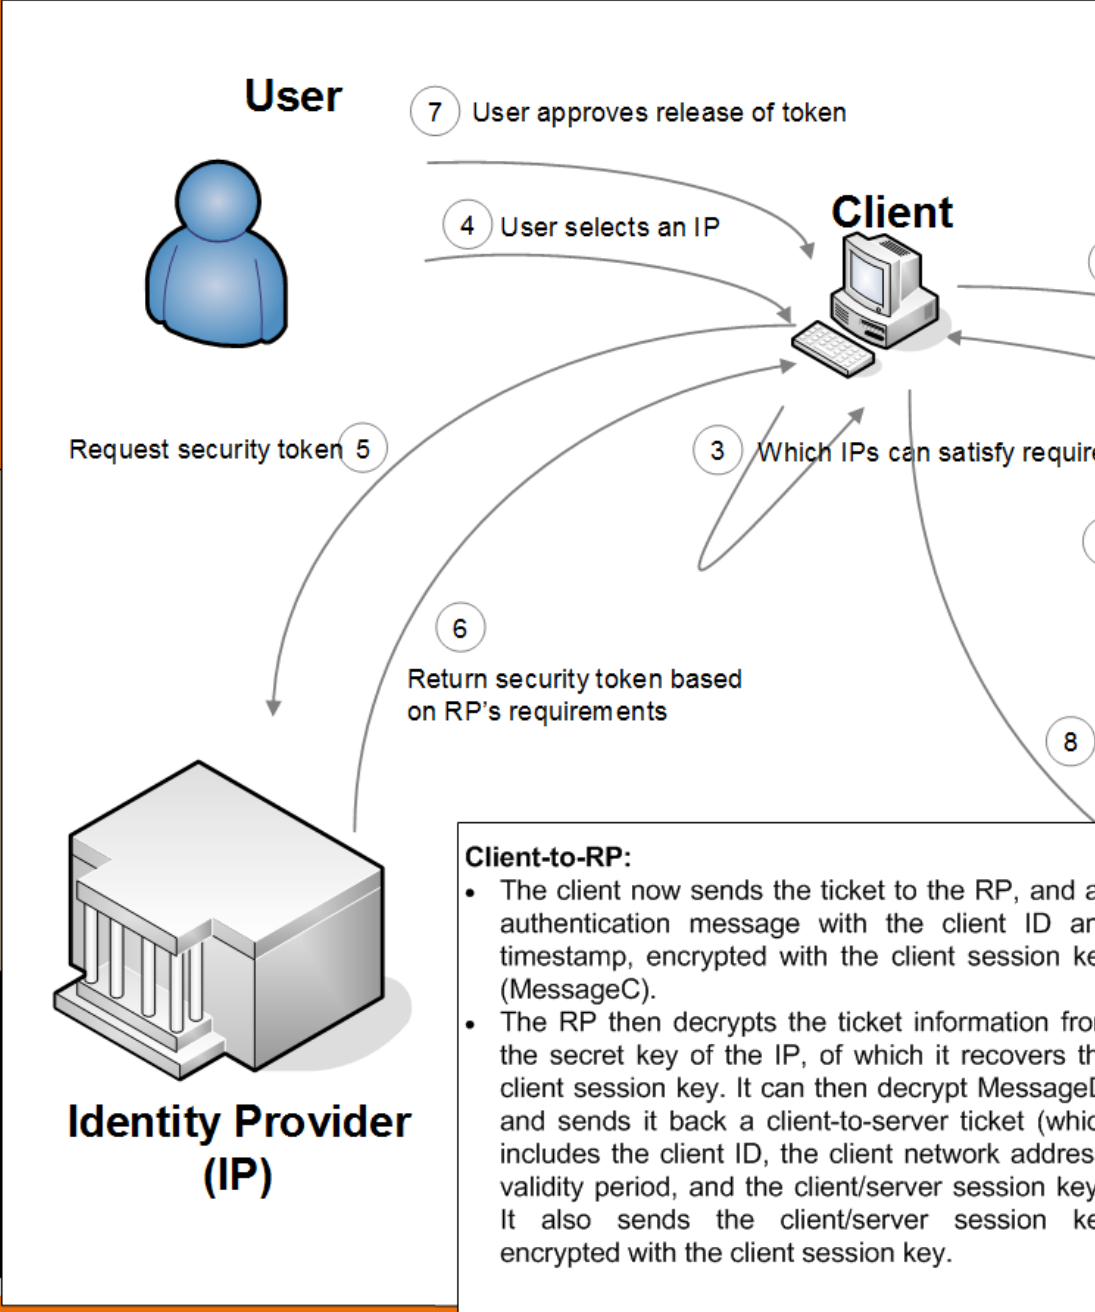 User
7 User approves release of token
Client
4 User selects an IP
Request security token 5
3 Which IPs can satisfy
6
Return security token based
on RP's requirements
8
Client-to-RP:
• The client now sends the ticket to the RP, and
authentication message with the client ID
timestamp, encrypted with the client session
(MessageC).
• The RP then decrypts the ticket information
the secret key of the IP, of which it recovers
client session key. It can then decrypt
and sends it back a client-to-server ticket
includes the client ID, the client network
validity period, and the client/server session key
It also sends the client/server session
encrypted with the client session key.
Identity Provider
(IP)